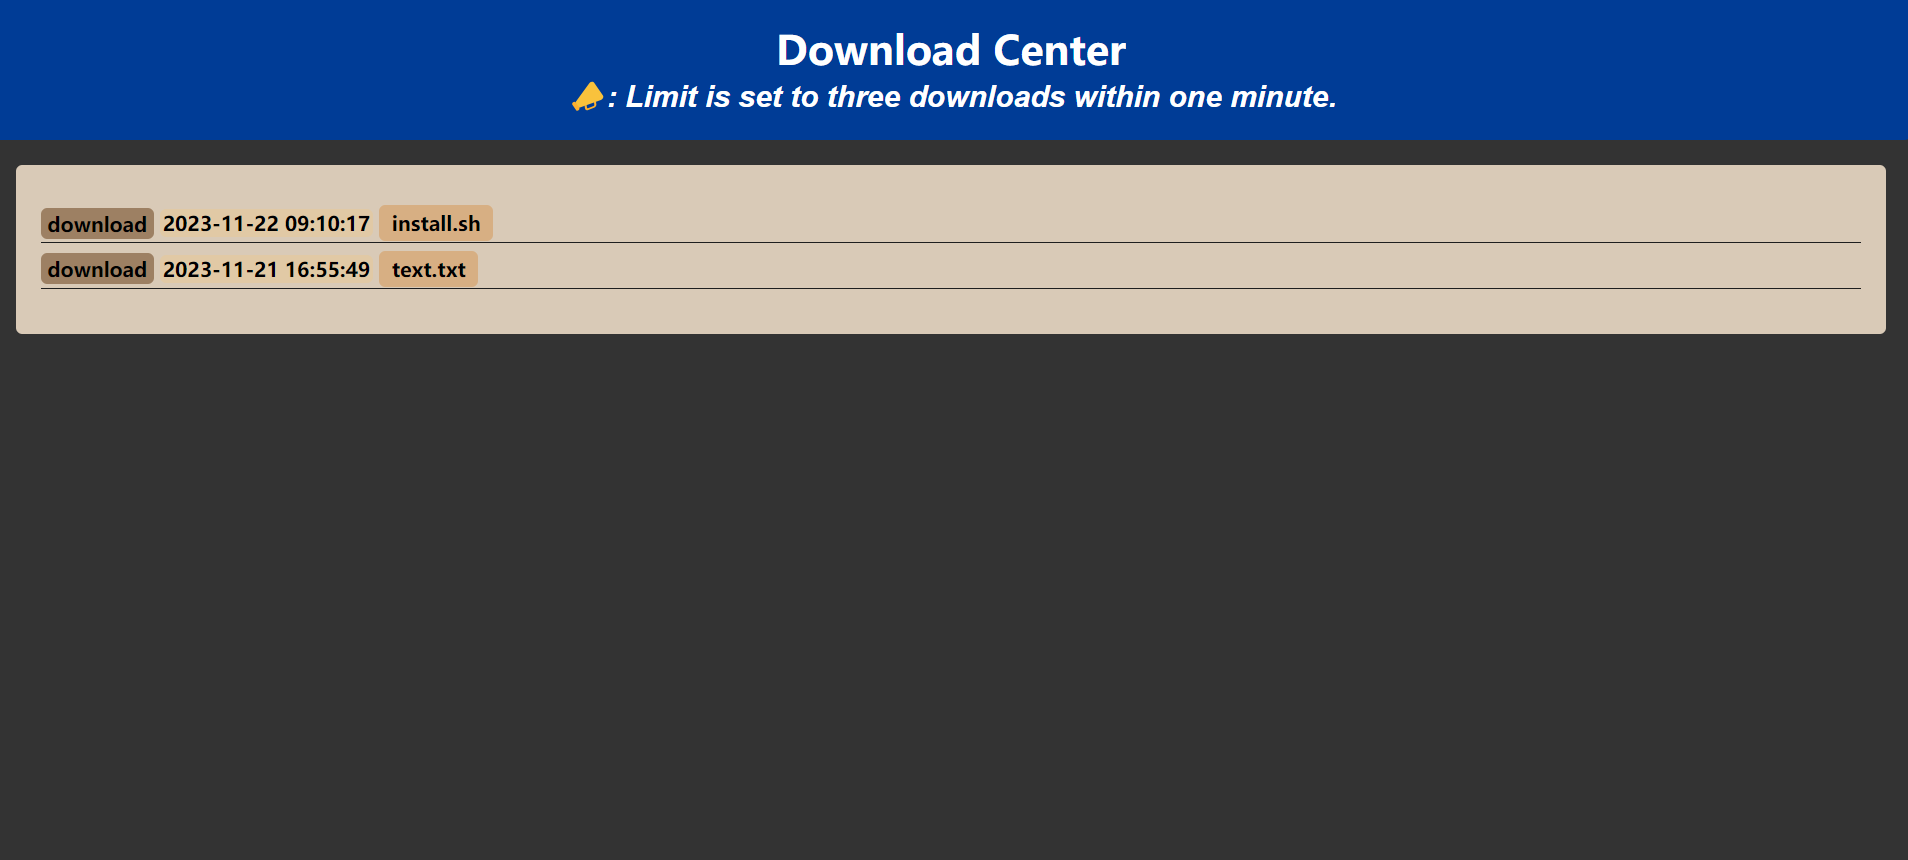 Download Center
📢: Limit is set to three downloads within one minute.
download 2023-11-22 09:10:17 install.sh
download 2023-11-21 16:55:49 text.txt